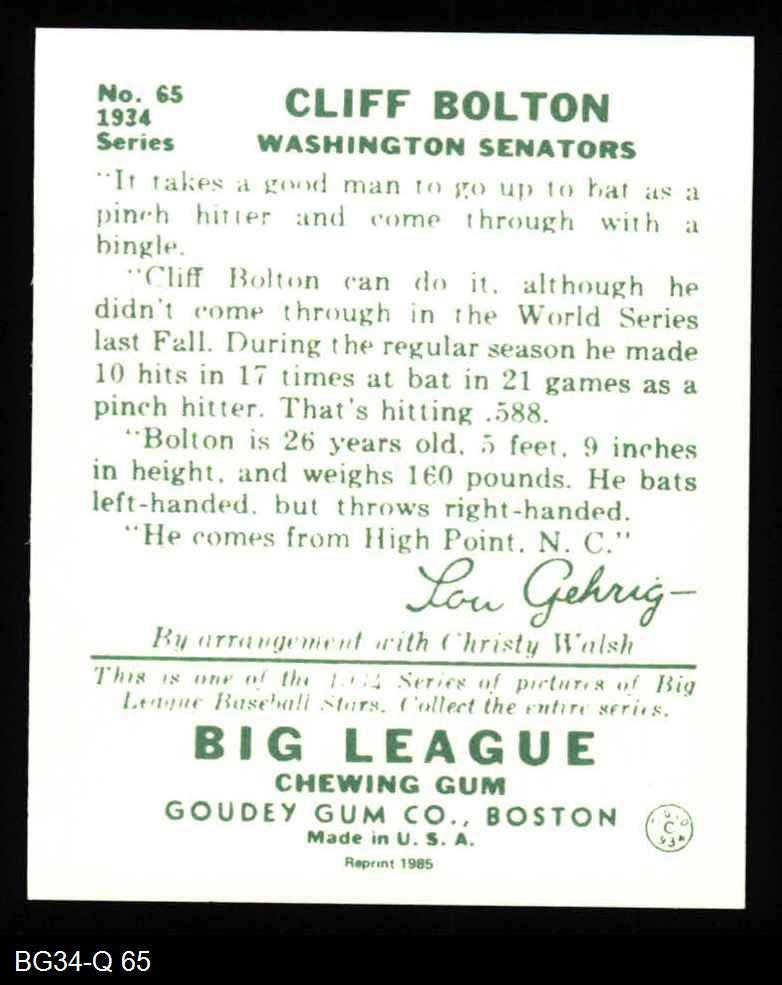 No. 65
1934
Series
CLIFF BOLTON
WASHINGTON SENATORS
"It takes a good man to go up to bat as a
pinch hitter and come through with a
bingle.
"Cliff Bolton can do it, although he
didn't come through in the World Series
last Fall. During the regular season he made
10 hits in 17 times at bat in 21 games as a
pinch hitter. That's hitting .588.
"Bolton is 26 years old, 5 feet, 9 inches
in height, and weighs 160 pounds. He bats
left-handed, but throws right-handed.
"He comes from High Point, N. C."
Lou Gehrig-
By arrangement with Christy Walsh
This is one of the 1934 Series of pictures of Big
League Baseball Stars. Collect the entire series.
BIG LEAGUE
CHEWING GUM
GOUDEY GUM CO., BOSTON
Made in U. S. A.
Reprint 1985
C
BG34-Q 65